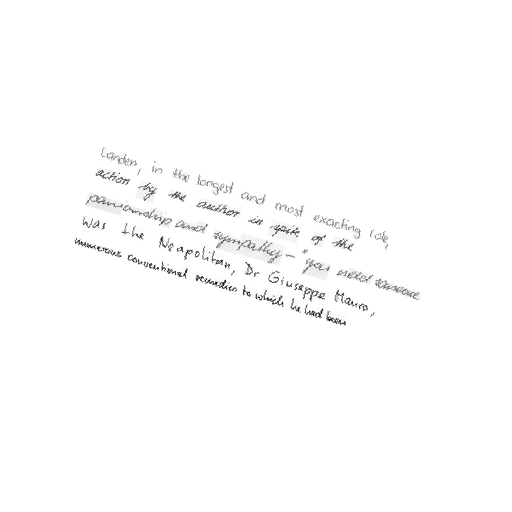 Landen, in the longest and most exacting role,
action by the author in spite of the
panionship and sympathy - "you need someone
was the Neapolitan, Dr Giuseppe Mauro,
numerous conventional remedies to which he had been